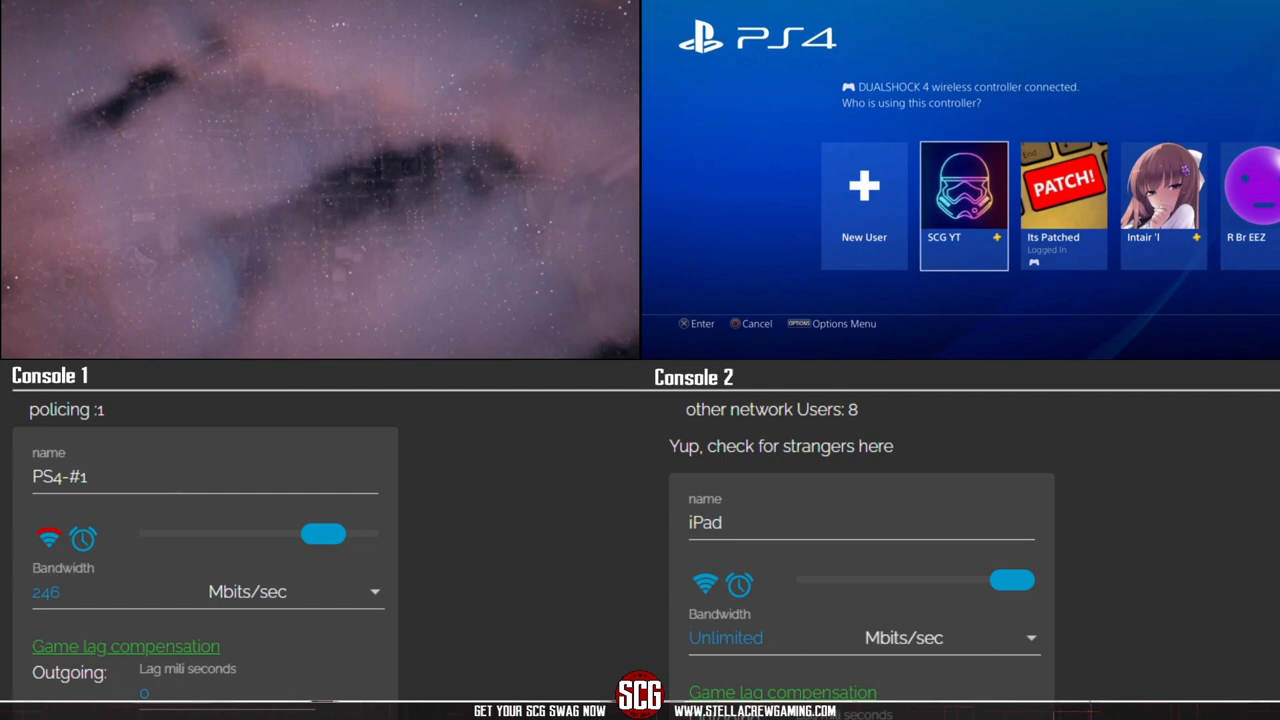 PS4
DUALSHOCK 4 wireless controller connected.
Who is using this controller?
End
PATCH!
New User
SCG YT
Its Patched
Logged In
Intair 'I
R Br EEZ
Enter
Cancel
OPTIONS Options Menu
Console 1
policing :1
name
PS4-#1
Bandwidth
246 Mbits/sec
Game lag compensation
Outgoing:
Lag mili seconds
0
Console 2
other network Users: 8
Yup, check for strangers here
name
iPad
Bandwidth
Unlimited Mbits/sec
Game lag compensation
seconds
GET YOUR SCG SWAG NOW
SCG
WWW.STELLACREWGAMING.COM